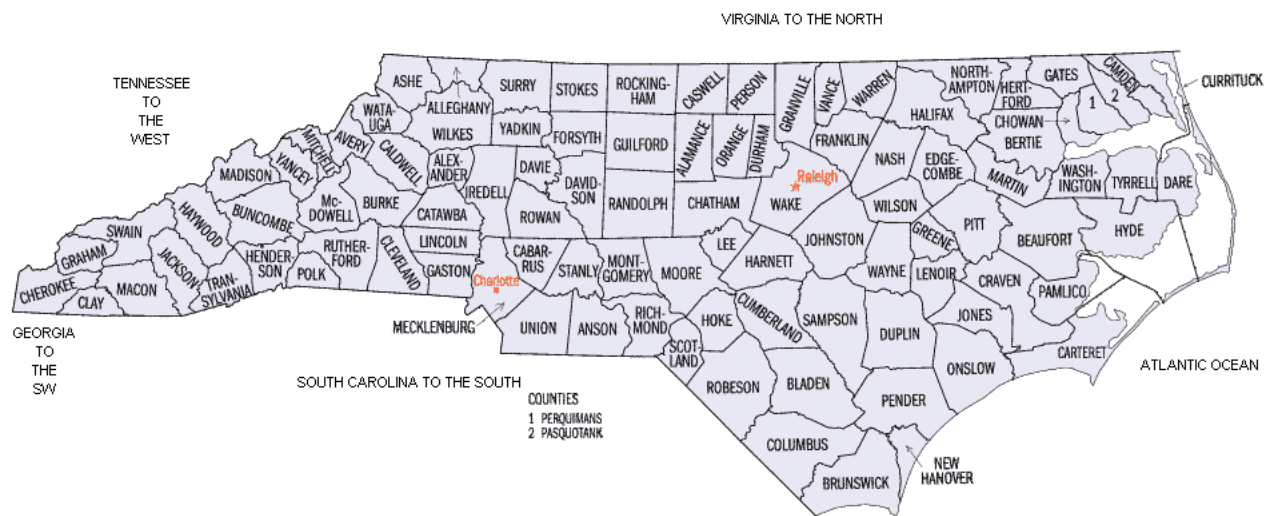 VIRGINIA TO THE NORTH
TENNESSEE
TO
THE
WEST
ASHE
ALLEGHANY
SURRY
STOKES
ROCKING-
HAM
CASWELL
PERSON
GRANVILLE
VANCE
WARREN
NORTH-
AMPTON
HERT-
FORD
GATES
CAMDEN
CURRITUCK
1
2
WATA-
UGA
WILKES
YADKIN
FORSYTH
GUILFORD
ALAMANCE
ORANGE
DURHAM
FRANKLIN
HALIFAX
CHOWAN
BERTIE
MITCHELL
AVERY
YANCEY
MADISON
CALDWELL
ALEX-
ANDER
IREDELL
DAVIE
DAVID-
SON
RANDOLPH
CHATHAM
Raleigh
WAKE
NASH
EDGE-
COMBE
MARTIN
WASH-
INGTON
TYRRELL
DARE
HAYWOOD
BUNCOMBE
Mc-
DOWELL
BURKE
CATAWBA
ROWAN
WILSON
PITT
BEAUFORT
HYDE
SWAIN
GRAHAM
CHEROKEE
CLAY
MACON
JACKSON
TRAN-
SYLVANIA
HENDER-
SON
POLK
RUTHER-
FORD
CLEVELAND
LINCOLN
GASTON
Charlotte
MECKLENBURG
CABAR-
RUS
STANLY
MONT-
GOMERY
MOORE
LEE
HARNETT
JOHNSTON
WAYNE
GREENE
LENOIR
CRAVEN
PAMLICO
JONES
CARTERET
GEORGIA
TO
THE
SW
UNION
ANSON
RICH-
MOND
SCOT-
LAND
HOKE
CUMBERLAND
SAMPSON
DUPLIN
ONSLOW
ATLANTIC OCEAN
SOUTH CAROLINA TO THE SOUTH
ROBESON
BLADEN
PENDER
COUNTIES
1 PERQUIMANS
2 PASQUOTANK
COLUMBUS
BRUNSWICK
NEW
HANOVER